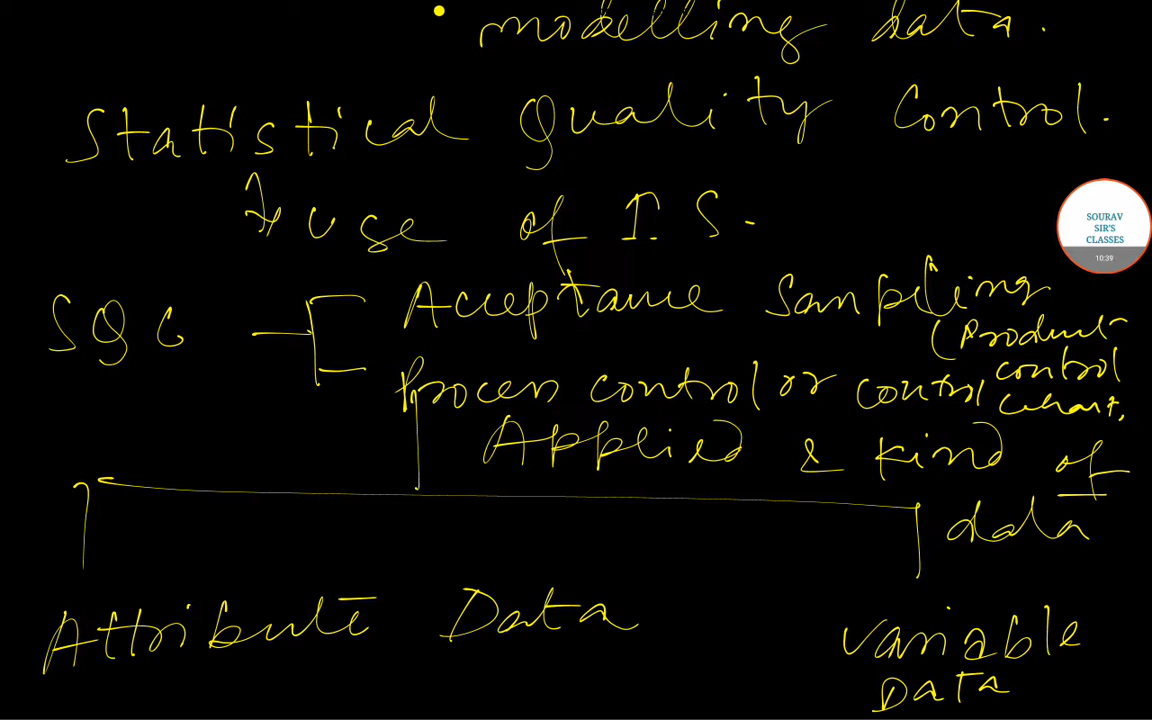 modelling data.
Statistical Quality Control.
use of I.S.
SQC
Acceptance Sampling
(Product
control
Process control or control chart.
Applied & kind of
data
Attribute Data
Variable
Data
SOURAV
SIR'S
CLASSES
10:39